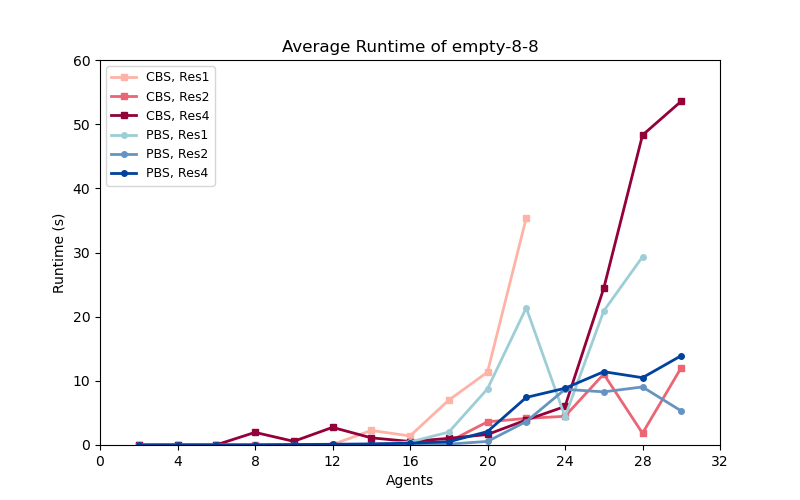 Average Runtime of empty-8-8
60
50
40
30
20
10
0
Runtime (s)
CBS, Res1
CBS, Res2
CBS, Res4
PBS, Res1
PBS, Res2
PBS, Res4
0 4 8 12 16 20 24 28 32
Agents